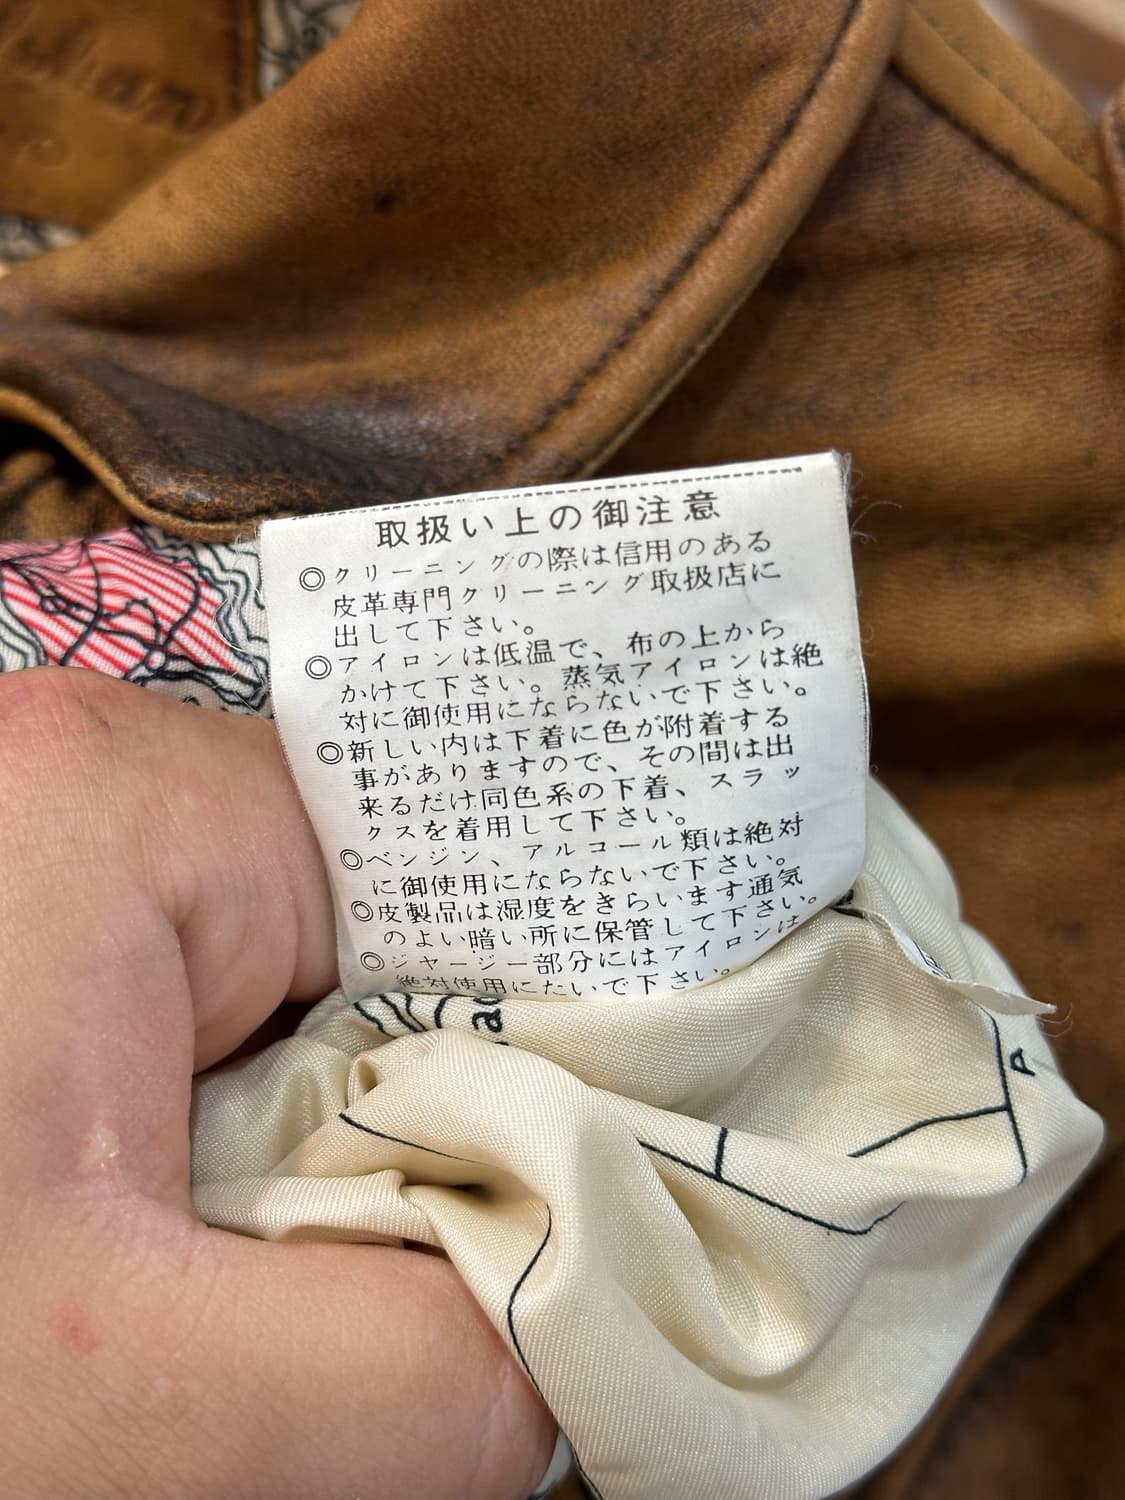 取扱い上の御注意
◎クリーニングの際は信用のある
皮革専門クリーニング取扱店に
出して下さい。
◎アイロンは低温で、布の上から
かけて下さい。蒸気アイロンは絶
対に御使用にならないで下さい。
◎新しい内は下着に色が附着する
事がありますので、その間は出
来るだけ同色系の下着、スラッ
クスを着用して下さい。
◎ベンジン、アルコール類は絶対
に御使用にならないで下さい。
◎皮製品は湿度をきらいます通気
のよい暗い所に保管して下さい。
◎ジャージー部分にはアイロンは
絶対使用にたいで下さい。
A